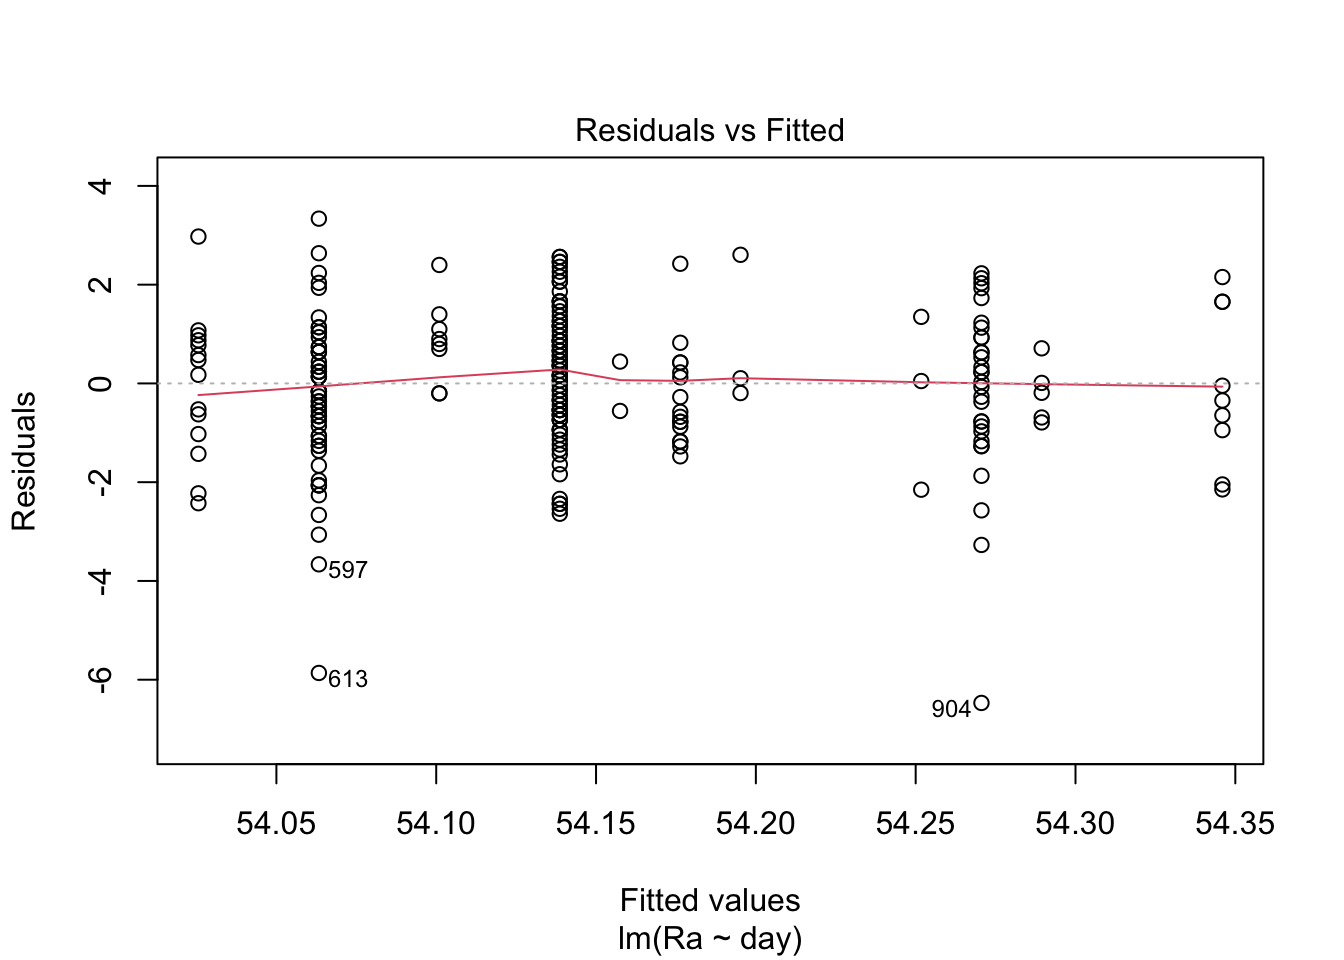 Residuals vs Fitted
Residuals
4
2
0
-2
-4
-6
597
613
904
54.05 54.10 54.15 54.20 54.25 54.30 54.35
Fitted values
lm(Ra ~ day)